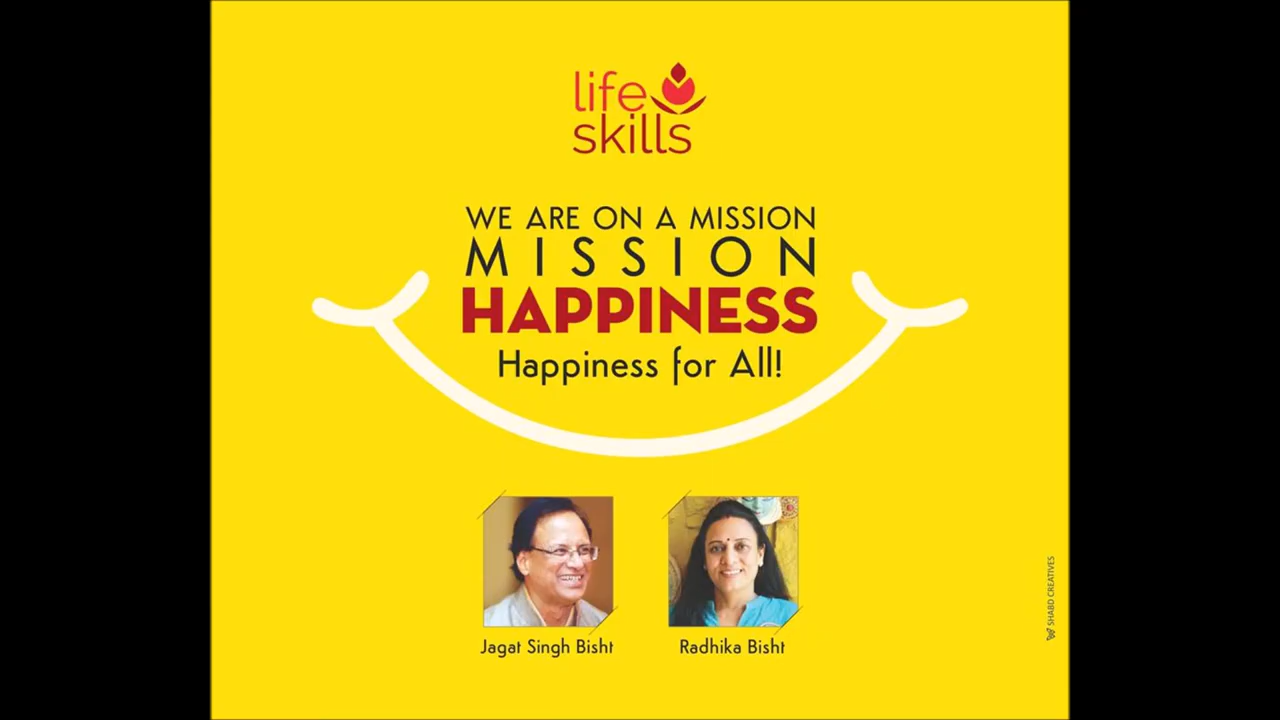 life
skills
WE ARE ON A MISSION
MISSION
HAPPINESS
Happiness for All!
Jagat Singh Bisht
Radhika Bisht
SHABD CREATIVES